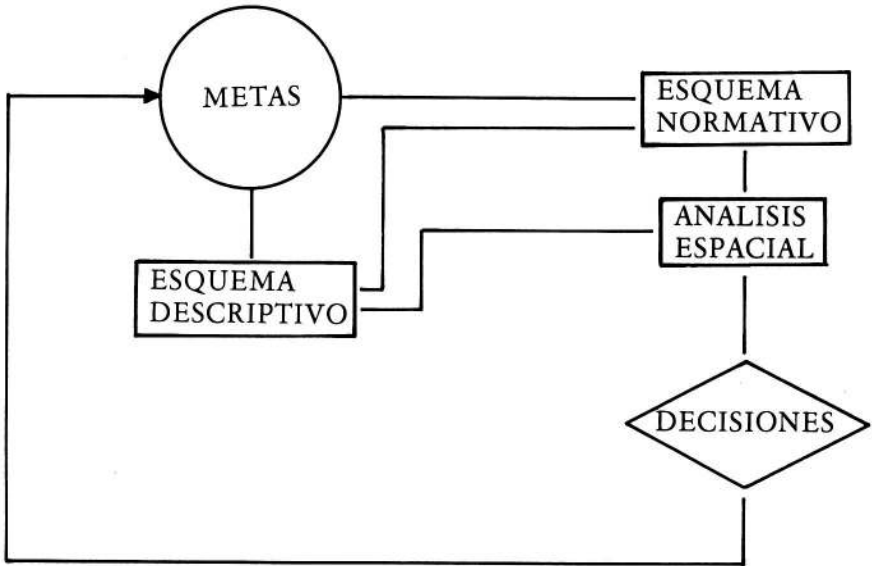 METAS
ESQUEMA
NORMATIVO
ANALISIS
ESPACIAL
ESQUEMA
DESCRIPTIVO
DECISIONES